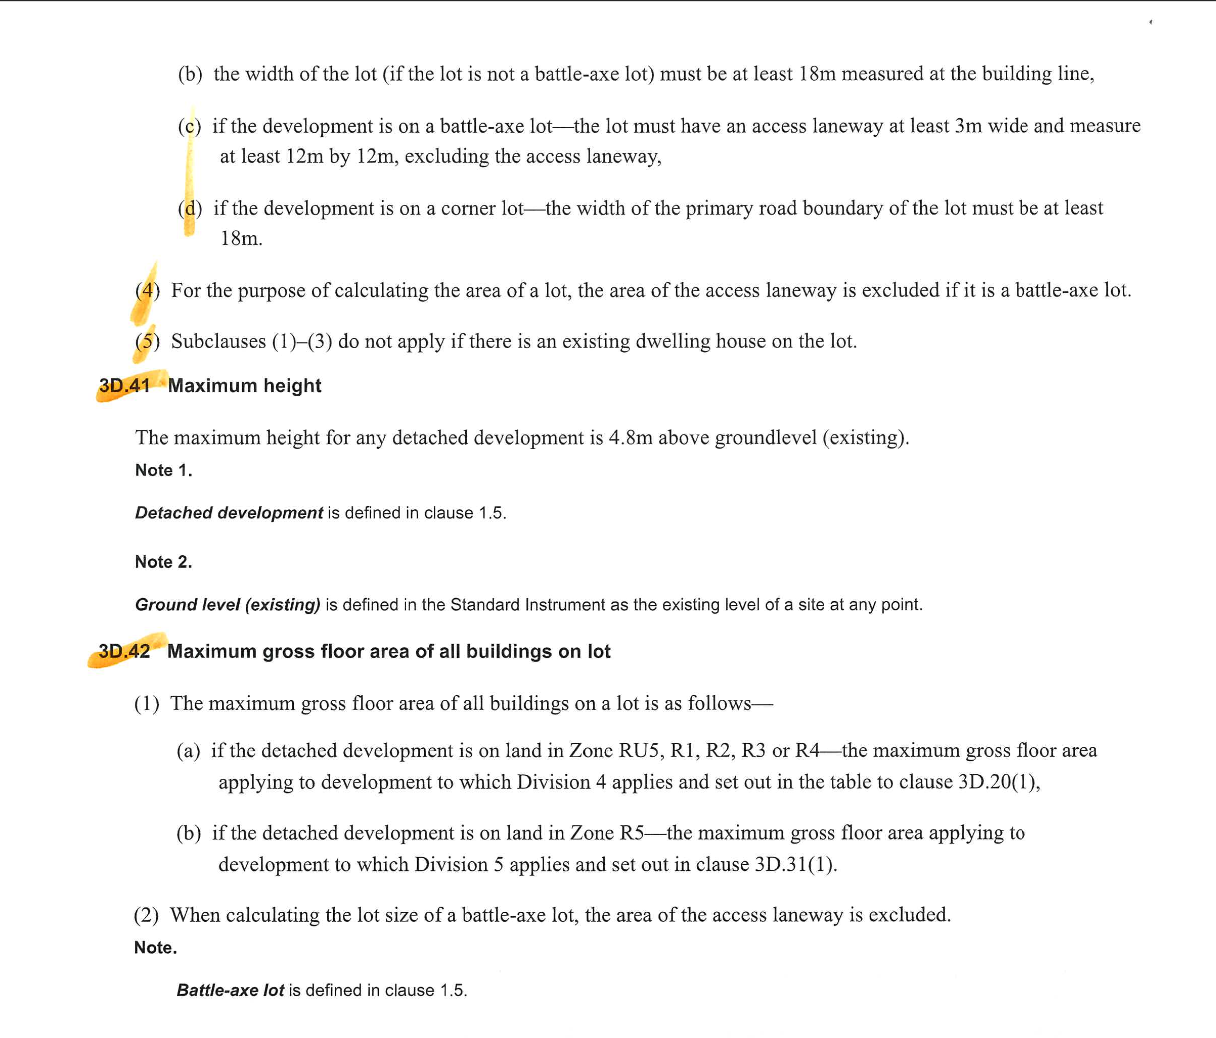 (b) the width of the lot (if the lot is not a battle-axe lot) must be at least 18m measured at the building line,
(c) if the development is on a battle-axe lot—the lot must have an access laneway at least 3m wide and measure
at least 12m by 12m, excluding the access laneway,
(d) if the development is on a corner lot—the width of the primary road boundary of the lot must be at least
18m.
(4) For the purpose of calculating the area of a lot, the area of the access laneway is excluded if it is a battle-axe lot.
(5) Subclauses (1)–(3) do not apply if there is an existing dwelling house on the lot.
3D.41 Maximum height
The maximum height for any detached development is 4.8m above groundlevel (existing).
Note 1.
Detached development is defined in clause 1.5.
Note 2.
Ground level (existing) is defined in the Standard Instrument as the existing level of a site at any point.
3D.42 Maximum gross floor area of all buildings on lot
(1) The maximum gross floor area of all buildings on a lot is as follows—
(a) if the detached development is on land in Zone RU5, R1, R2, R3 or R4—the maximum gross floor area
applying to development to which Division 4 applies and set out in the table to clause 3D.20(1),
(b) if the detached development is on land in Zone R5—the maximum gross floor area applying to
development to which Division 5 applies and set out in clause 3D.31(1).
(2) When calculating the lot size of a battle-axe lot, the area of the access laneway is excluded.
Note.
Battle-axe lot is defined in clause 1.5.